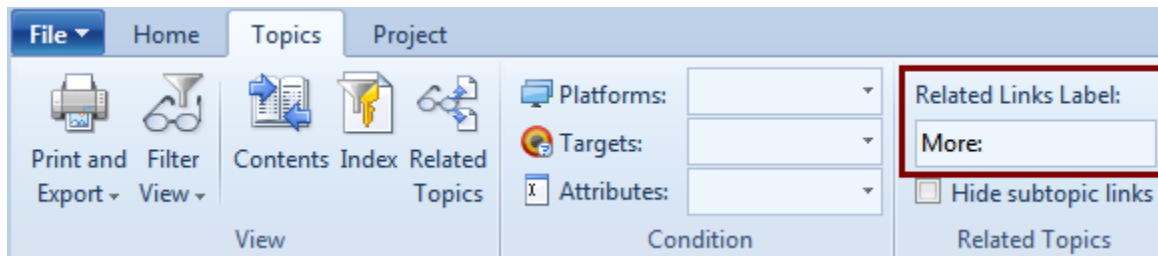 File Home Topics Project
Print and Export
Filter View
Contents
Index
Related Topics
View
Platforms:
Targets:
Attributes:
Condition
Related Links Label:
More:
Hide subtopic links
Related Topics